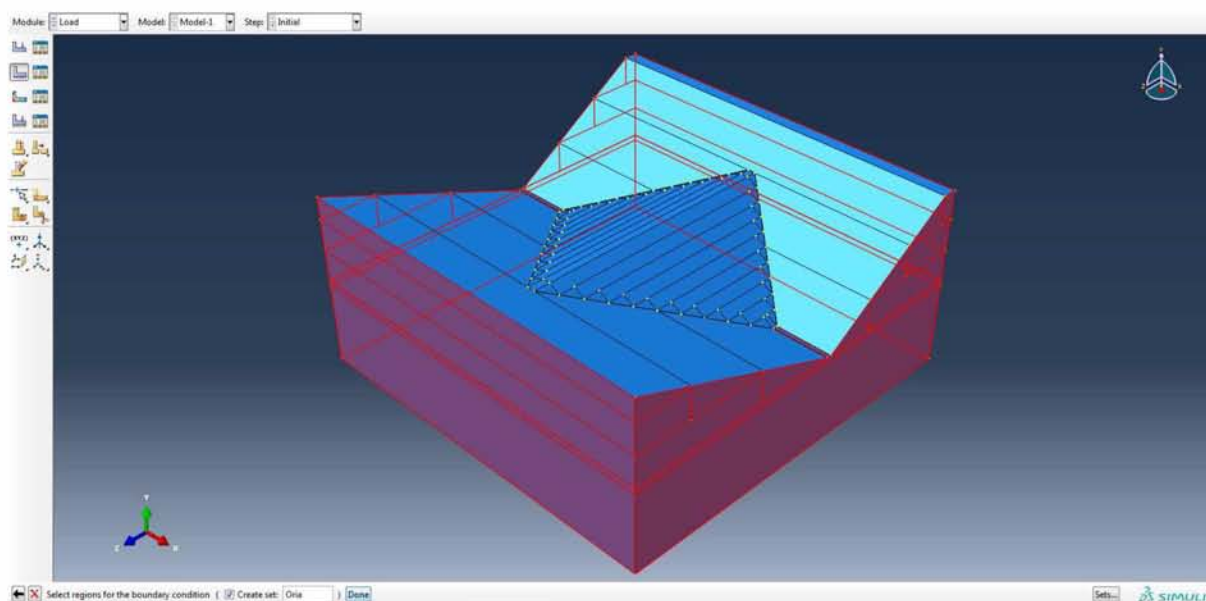 Module: Load Model: Model-1 Step: Initial
Y
Z X
Y
Z X
Select regions for the boundary condition ( Create set: Oria ) Done Sets... SIMULI